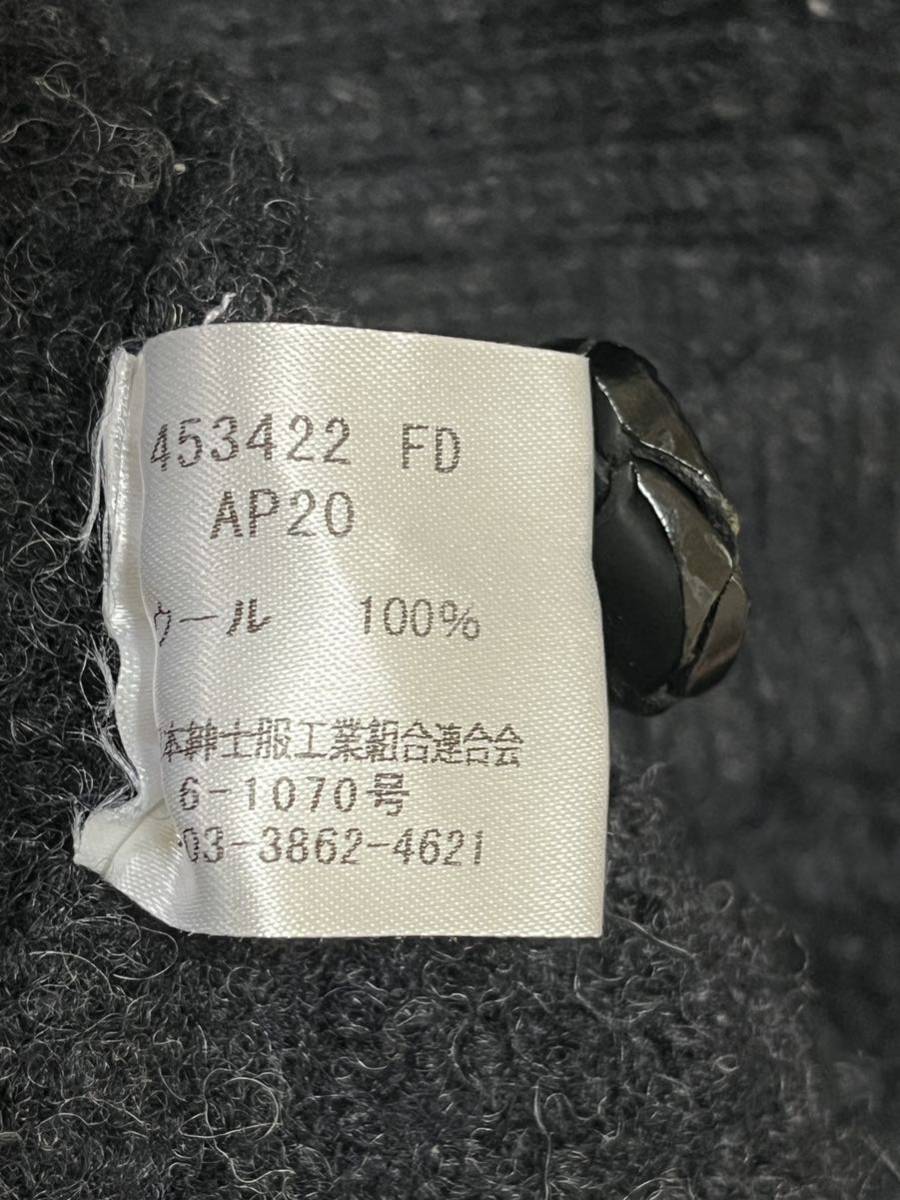 453422 FD
AP20
ウール 100%
本紳士服工業組合連合会
6-1070号
03-3862-4621